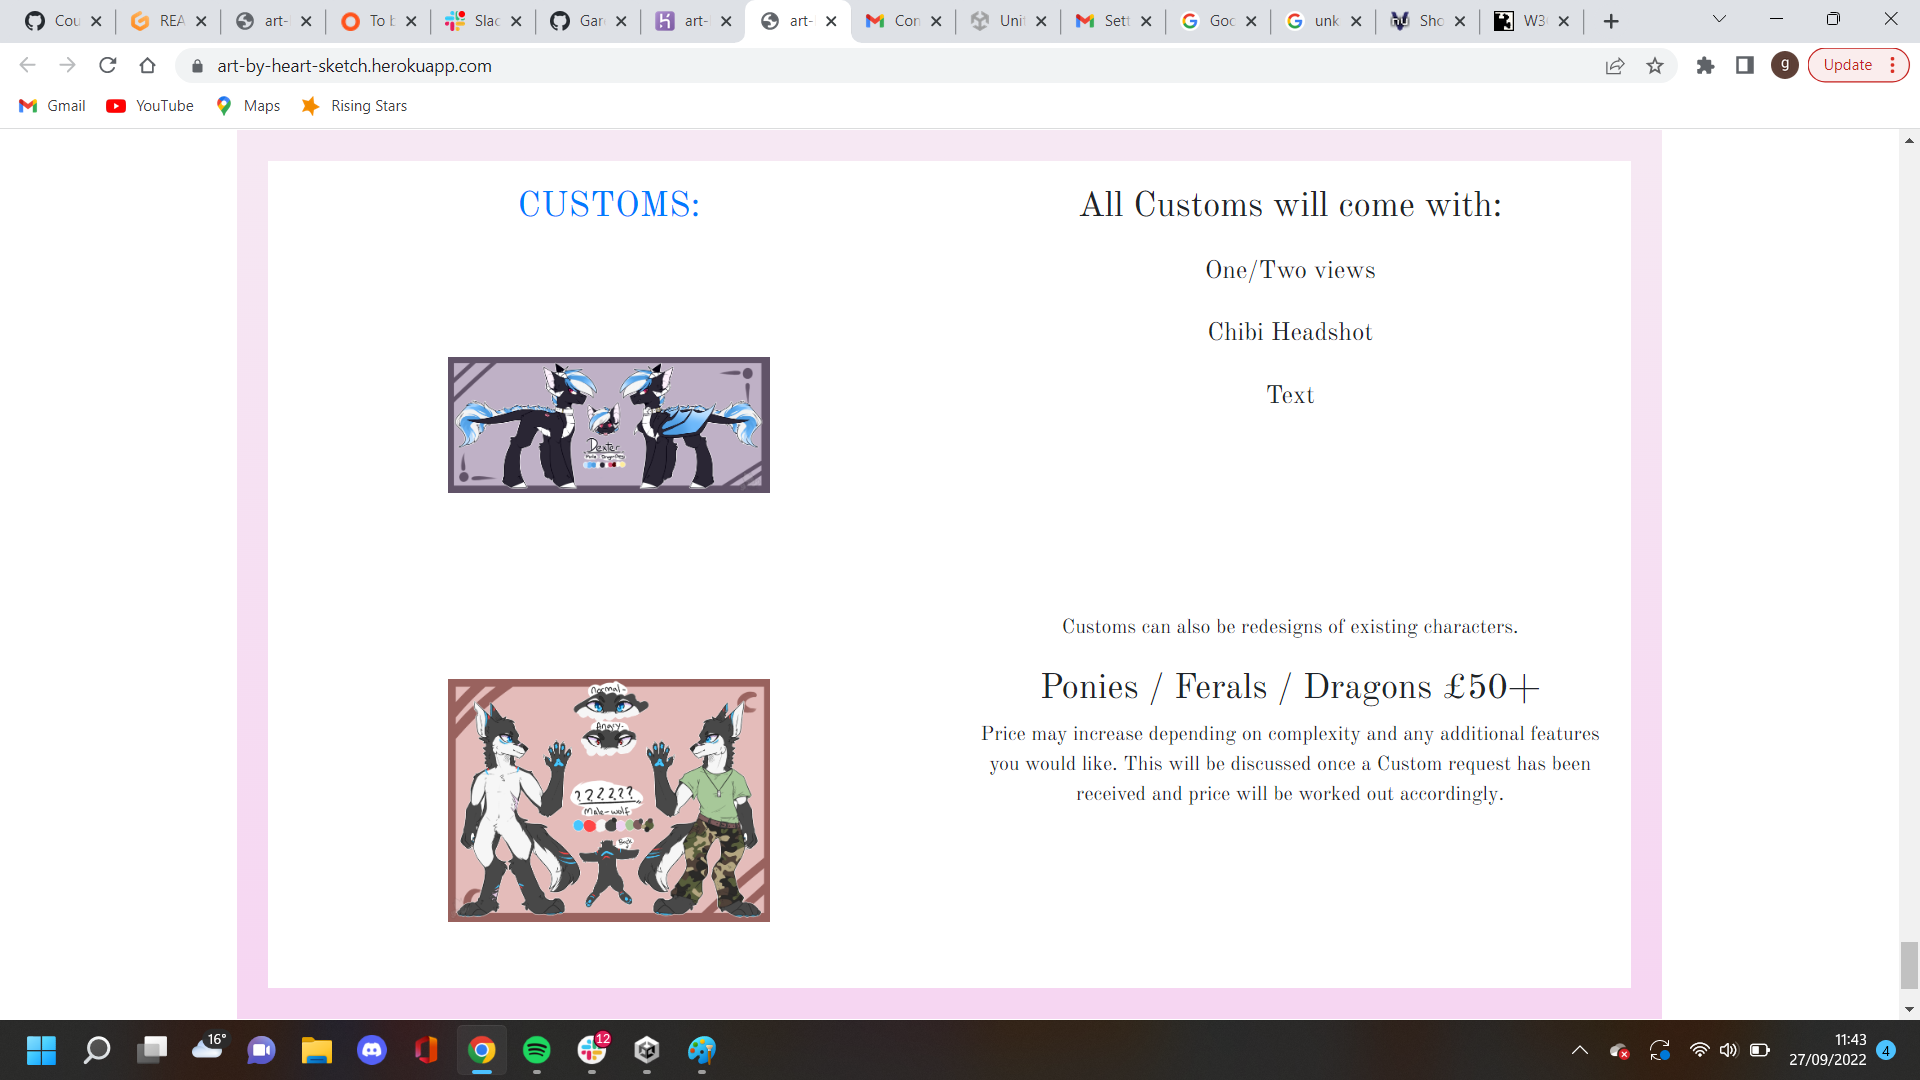 Cou
REA
art-
To b
Slac
Gar
art-
art-
Con
Unit
Sett
Goo
unk
Sho
W3
art-by-heart-sketch.herokuapp.com
g
Update
Gmail
YouTube
Maps
Rising Stars
CUSTOMS:
All Customs will come with:
One/Two views
Chibi Headshot
Text
Dexter
Customs can also be redesigns of existing characters.
Ponies / Ferals / Dragons £50+
Price may increase depending on complexity and any additional features
you would like. This will be discussed once a Custom request has been
received and price will be worked out accordingly.
Normal-
Angry-
??????
Male-wolf
Back
16°
12
11:43
27/09/2022
4